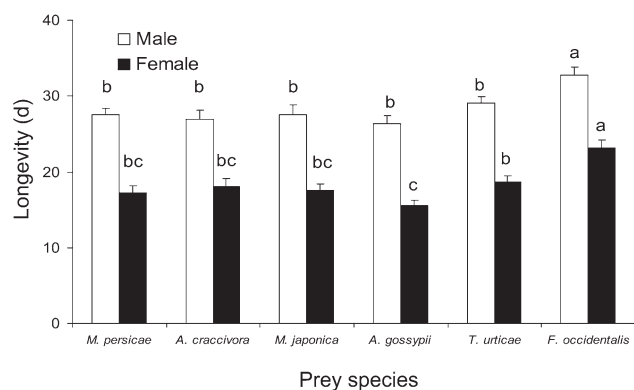 40
Male
Female
30
20
10
0
Longevity (d)
b
bc
b
bc
b
bc
b
c
b
b
a
a
M. persicae
A. craccivora
M. japonica
A. gossypii
T. urticae
F. occidentalis
Prey species